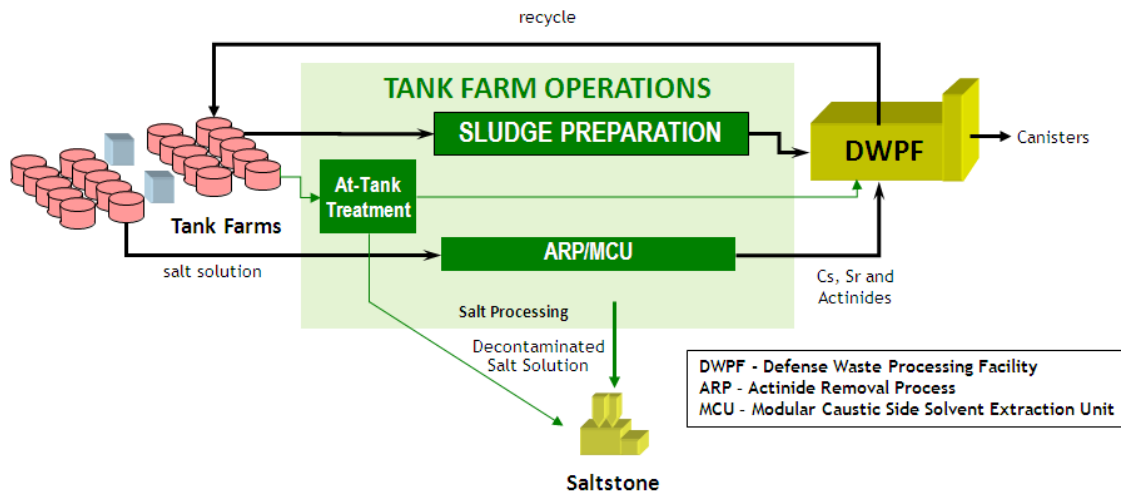 recycle
TANK FARM OPERATIONS
SLUDGE PREPARATION
DWPF
Canisters
At-Tank
Treatment
Tank Farms
salt solution
ARP/MCU
Cs, Sr and
Actinides
Salt Processing
Decontaminated
Salt Solution
DWPF - Defense Waste Processing Facility
ARP - Actinide Removal Process
MCU - Modular Caustic Side Solvent Extraction Unit
Saltstone